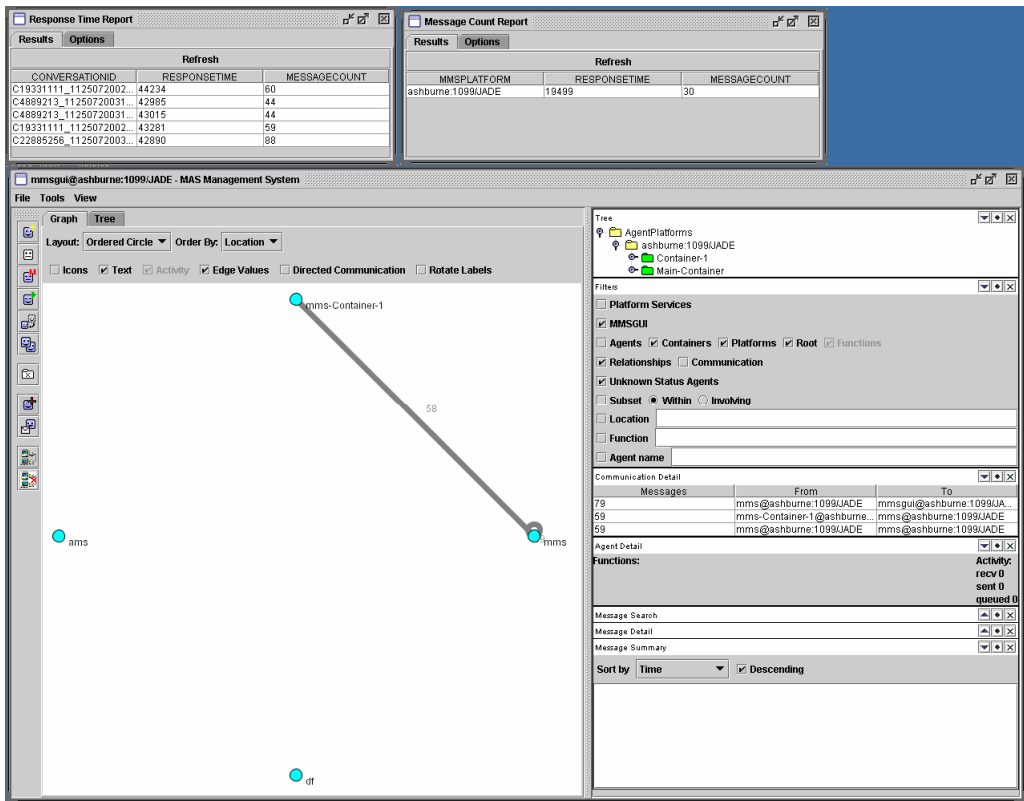 Response Time Report
Results Options
Refresh
CONVERSATIONID RESPONSETIME MESSAGECOUNT
C19331111_1125072002... 44234 60
C4889213_11250720031... 42985 44
C4889213_11250720031... 43015 44
C19331111_1125072002... 43281 59
C22885256_1125072003... 42890 88
Message Count Report
Results Options
Refresh
MMSPLATFORM RESPONSETIME MESSAGECOUNT
ashburne:1099/JADE 19499 30
mmsgui@ashburne:1099/JADE - MAS Management System
File Tools View
Graph Tree
Layout: Ordered Circle Order By: Location
Icons Text Activity Edge Values Directed Communication Rotate Labels
mms-Container-1
58
ams
mms
df
Tree
AgentPlatforms
ashburne:1099/JADE
Container-1
Main-Container
Filters
Platform Services
MMSGUI
Agents Containers Platforms Root Functions
Relationships Communication
Unknown Status Agents
Subset Within Involving
Location
Function
Agent name
Communication Detail
Messages From To
79 mms@ashburne:1099/JADE mmsgui@ashburne:1099/JA...
59 mms-Container-1@ashburne... mms@ashburne:1099/JADE
59 mms@ashburne:1099/JADE mms@ashburne:1099/JADE
Agent Detail
Functions: Activity:
recv 0
sent 0
queued 0
Message Search
Message Detail
Message Summary
Sort by Time Descending